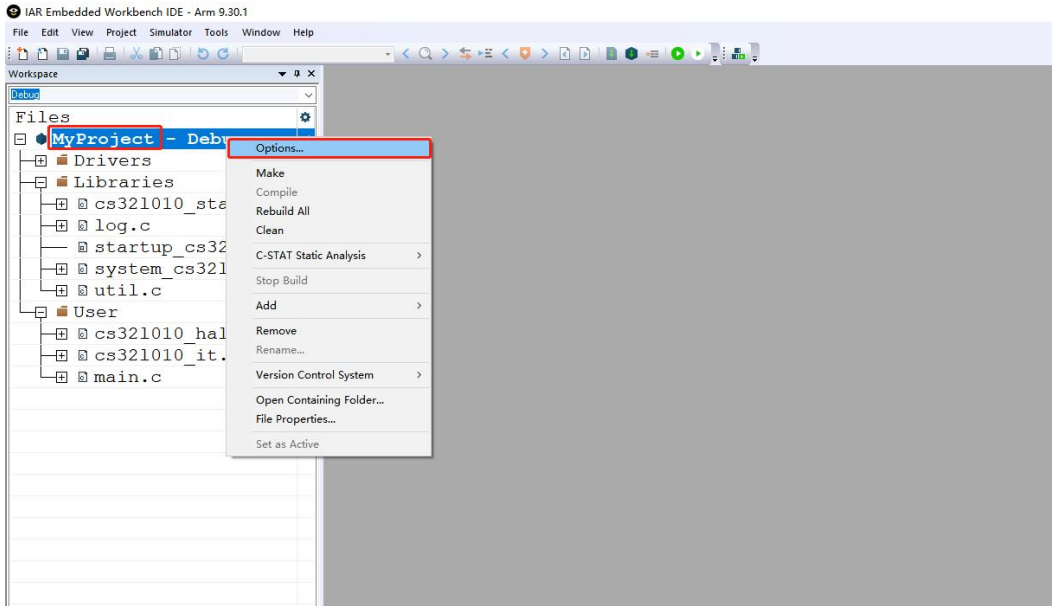 IAR Embedded Workbench IDE - Arm 9.30.1
File Edit View Project Simulator Tools Window Help
Workspace
Debug
Files
MyProject - Debu
Drivers
Libraries
cs32l010_sta
log.c
startup_cs32
system_cs32l
util.c
User
cs32l010_hal
cs32l010_it.
main.c
Options...
Make
Compile
Rebuild All
Clean
C-STAT Static Analysis
Stop Build
Add
Remove
Rename...
Version Control System
Open Containing Folder...
File Properties...
Set as Active